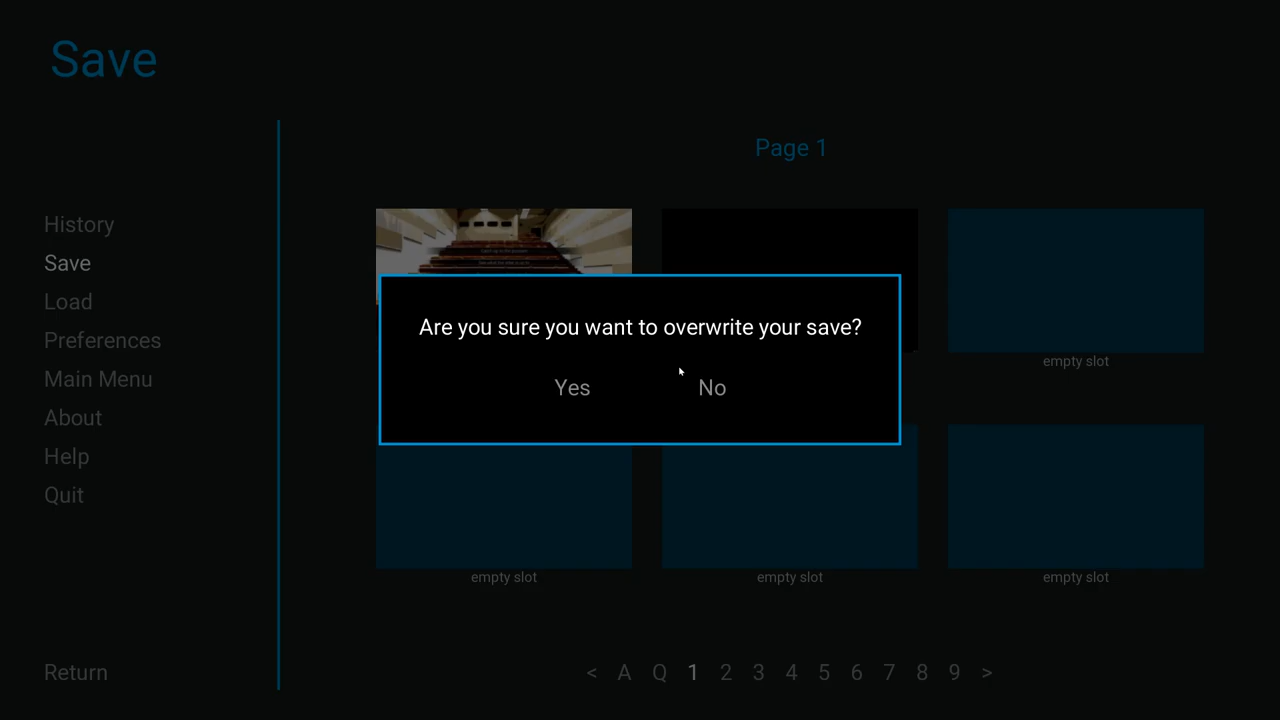 Save
Page 1
History
Save
Load
Preferences
Main Menu
About
Help
Quit
Return
Are you sure you want to overwrite your save?
Yes No
empty slot
empty slot empty slot empty slot
< A Q 1 2 3 4 5 6 7 8 9 >